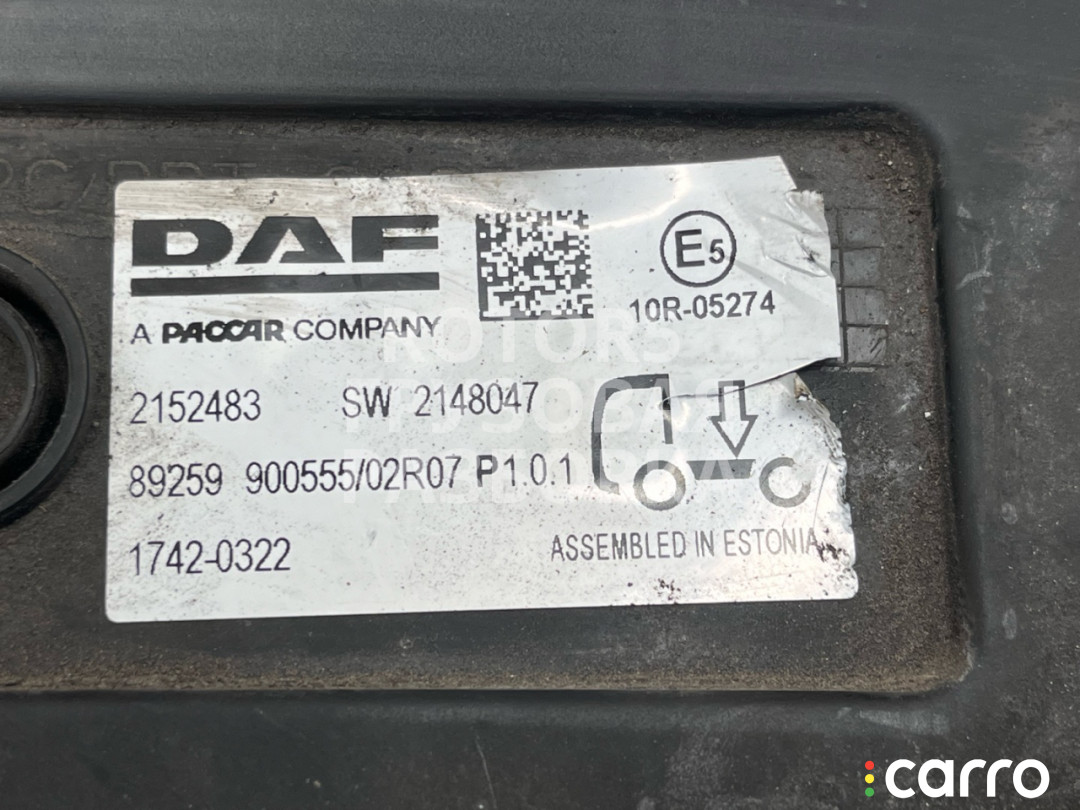 DAF
E5
10R-05274
A PACCAR COMPANY
2152483 SW 2148047
89259 900555/02R07 P1.0.1
1742-0322
ASSEMBLED IN ESTONIA
carro